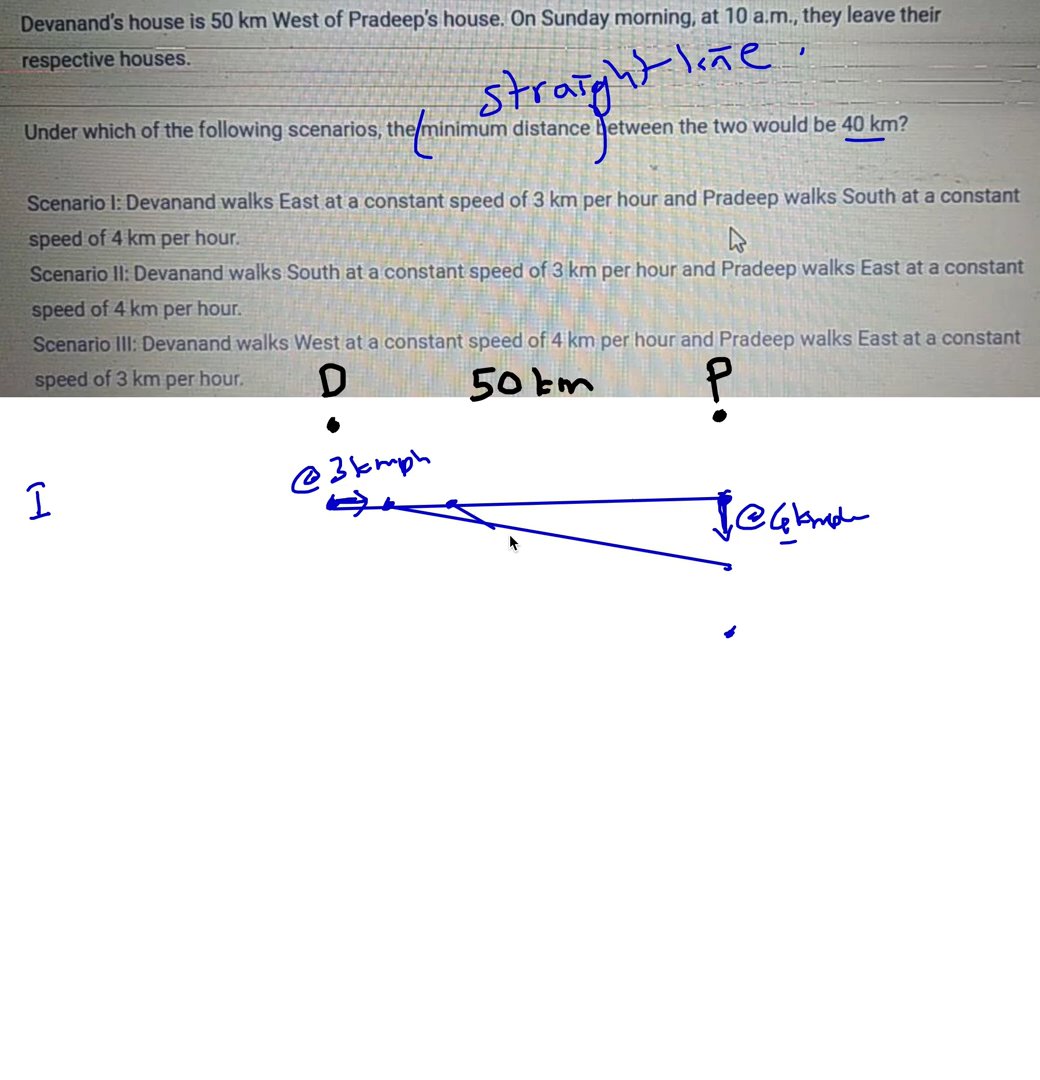 Devanand's house is 50 km West of Pradeep's house. On Sunday morning, at 10 a.m., they leave their
respective houses.
straight line
Under which of the following scenarios, the minimum distance between the two would be 40 km?
Scenario I: Devanand walks East at a constant speed of 3 km per hour and Pradeep walks South at a constant
speed of 4 km per hour.
Scenario II: Devanand walks South at a constant speed of 3 km per hour and Pradeep walks East at a constant
speed of 4 km per hour.
Scenario III: Devanand walks West at a constant speed of 4 km per hour and Pradeep walks East at a constant
speed of 3 km per hour.
D 50 km P
@ 3 kmph
I